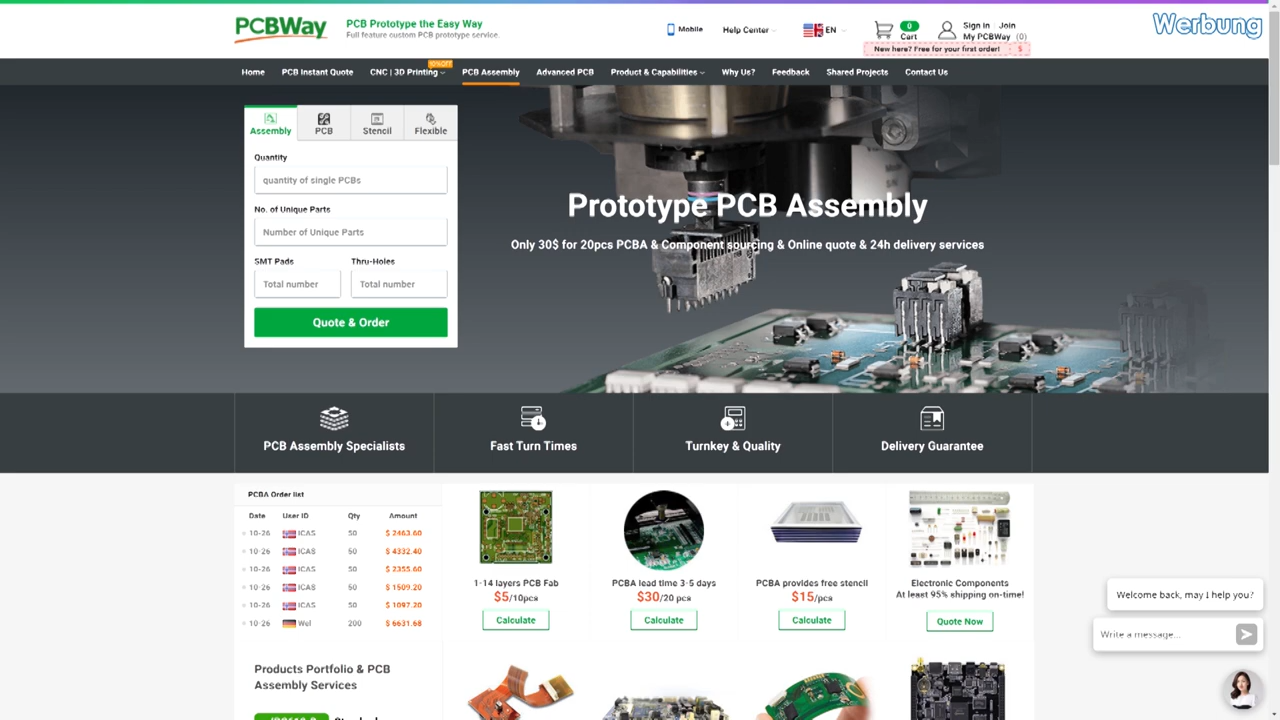 PCBWay
PCB Prototype the Easy Way
Full feature custom PCB prototype service.
Mobile
Help Center
EN
0
Cart
Sign in
Join
My PCBWay
(0)
Werbung
New here? Free for your first order!
5
Home
PCB Instant Quote
CNC | 3D Printing
10%OFF
PCB Assembly
Advanced PCB
Product & Capabilities
Why Us?
Feedback
Shared Projects
Contact Us
Assembly
PCB
Stencil
Flexible
Quantity
quantity of single PCBs
No. of Unique Parts
Number of Unique Parts
SMT Pads
Thru-Holes
Total number
Total number
Quote & Order
Prototype PCB Assembly
Only 30$ for 20pcs PCBA & Component sourcing & Online quote & 24h delivery services
PCB Assembly Specialists
Fast Turn Times
Turnkey & Quality
Delivery Guarantee
PCBA Order list
Date User ID Qty Amount
10-26 ICAS 50 $ 2463.60
10-26 ICAS 50 $ 4332.40
10-26 ICAS 50 $ 2355.60
10-26 ICAS 50 $ 1509.20
10-26 ICAS 50 $ 1097.20
10-26 Wel 200 $ 6631.68
1-14 layers PCB Fab
$5/10pcs
Calculate
PCBA lead time 3-5 days
$30/20 pcs
Calculate
PCBA provides free stencil
$15/pcs
Calculate
Electronic Components
At least 95% shipping on-time!
Quote Now
Products Portfolio & PCB
Assembly Services
Welcome back, may I help you?
Write a message...